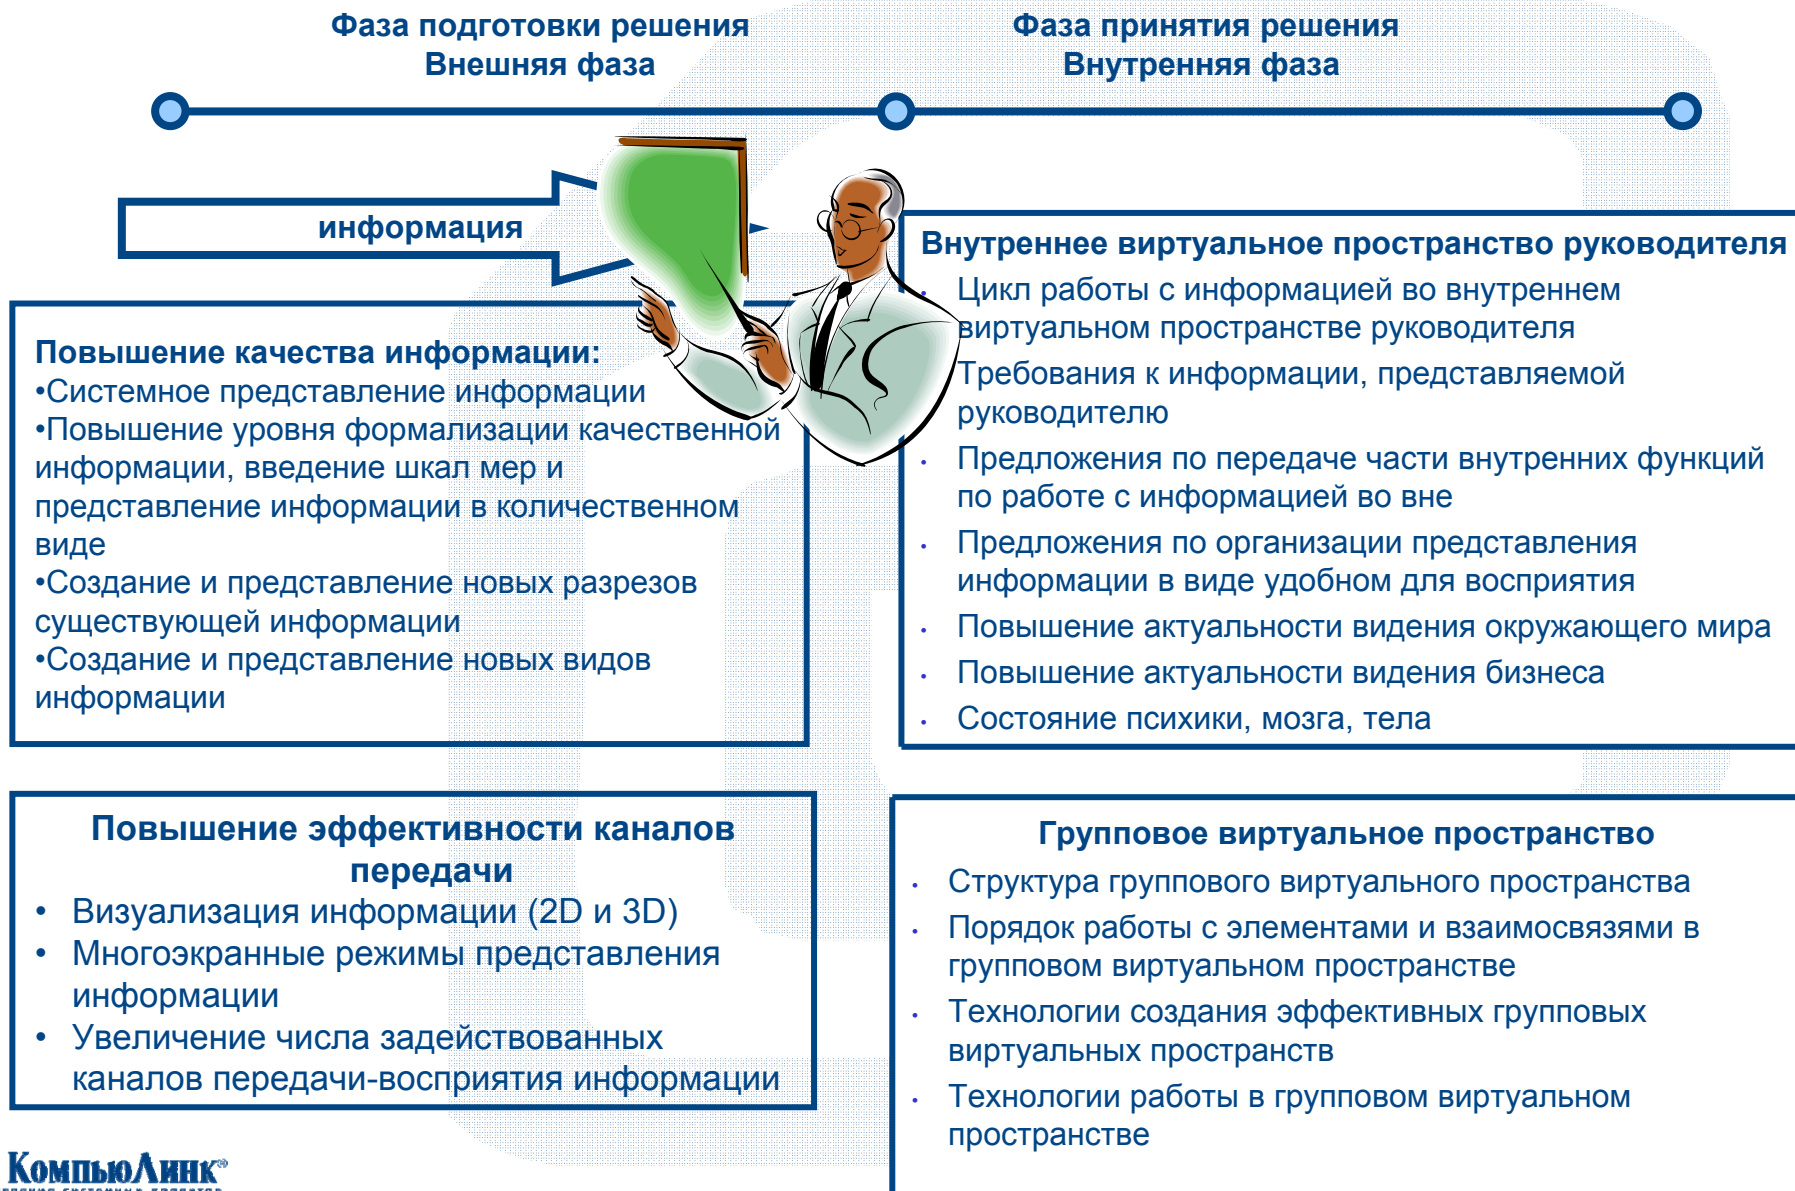 Фаза подготовки решения
Внешняя фаза
Фаза принятия решения
Внутренняя фаза
информация
Повышение качества информации:
•Системное представление информации
•Повышение уровня формализации качественной
информации, введение шкал мер и
представление информации в количественном
виде
•Создание и представление новых разрезов
существующей информации
•Создание и представление новых видов
информации
Внутреннее виртуальное пространство руководителя
• Цикл работы с информацией во внутреннем
виртуальном пространстве руководителя
Требования к информации, представляемой
руководителю
• Предложения по передаче части внутренних функций
по работе с информацией во вне
• Предложения по организации представления
информации в виде удобном для восприятия
• Повышение актуальности видения окружающего мира
• Повышение актуальности видения бизнеса
• Состояние психики, мозга, тела
Повышение эффективности каналов
передачи
• Визуализация информации (2D и 3D)
• Многоэкранные режимы представления
информации
• Увеличение числа задействованных
каналов передачи-восприятия информации
Групповое виртуальное пространство
• Структура группового виртуального пространства
• Порядок работы с элементами и взаимосвязями в
групповом виртуальном пространстве
• Технологии создания эффективных групповых
виртуальных пространств
• Технологии работы в групповом виртуальном
пространстве
КомпьюЛинк®